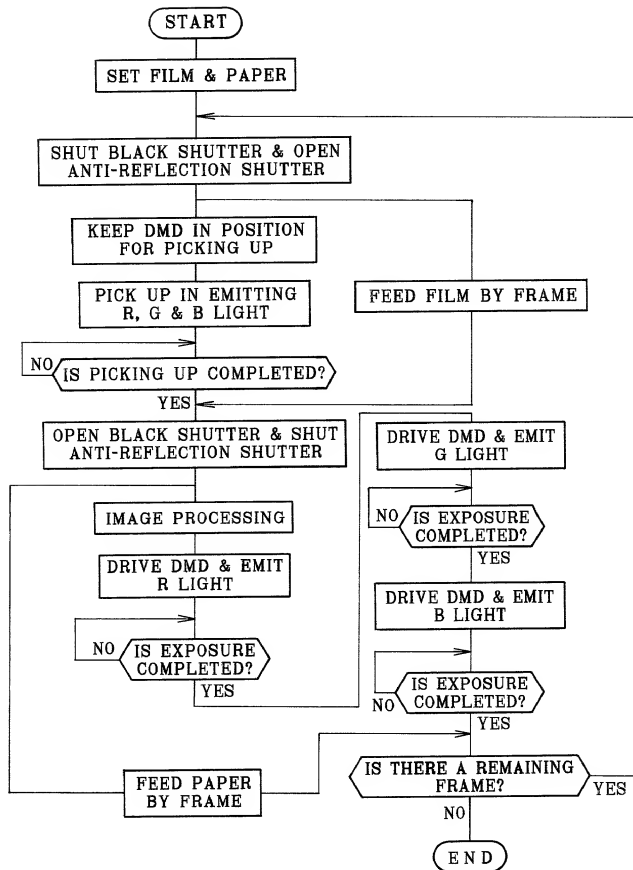 START
SET FILM & PAPER
SHUT BLACK SHUTTER & OPEN
ANTI-REFLECTION SHUTTER
KEEP DMD IN POSITION
FOR PICKING UP
PICK UP IN EMITTING
R, G & B LIGHT
FEED FILM BY FRAME
NO
IS PICKING UP COMPLETED?
YES
OPEN BLACK SHUTTER & SHUT
ANTI-REFLECTION SHUTTER
IMAGE PROCESSING
DRIVE DMD & EMIT
R LIGHT
NO
IS EXPOSURE
COMPLETED?
YES
DRIVE DMD & EMIT
G LIGHT
NO
IS EXPOSURE
COMPLETED?
YES
DRIVE DMD & EMIT
B LIGHT
NO
IS EXPOSURE
COMPLETED?
YES
FEED PAPER
BY FRAME
IS THERE A REMAINING
FRAME?
YES
NO
END